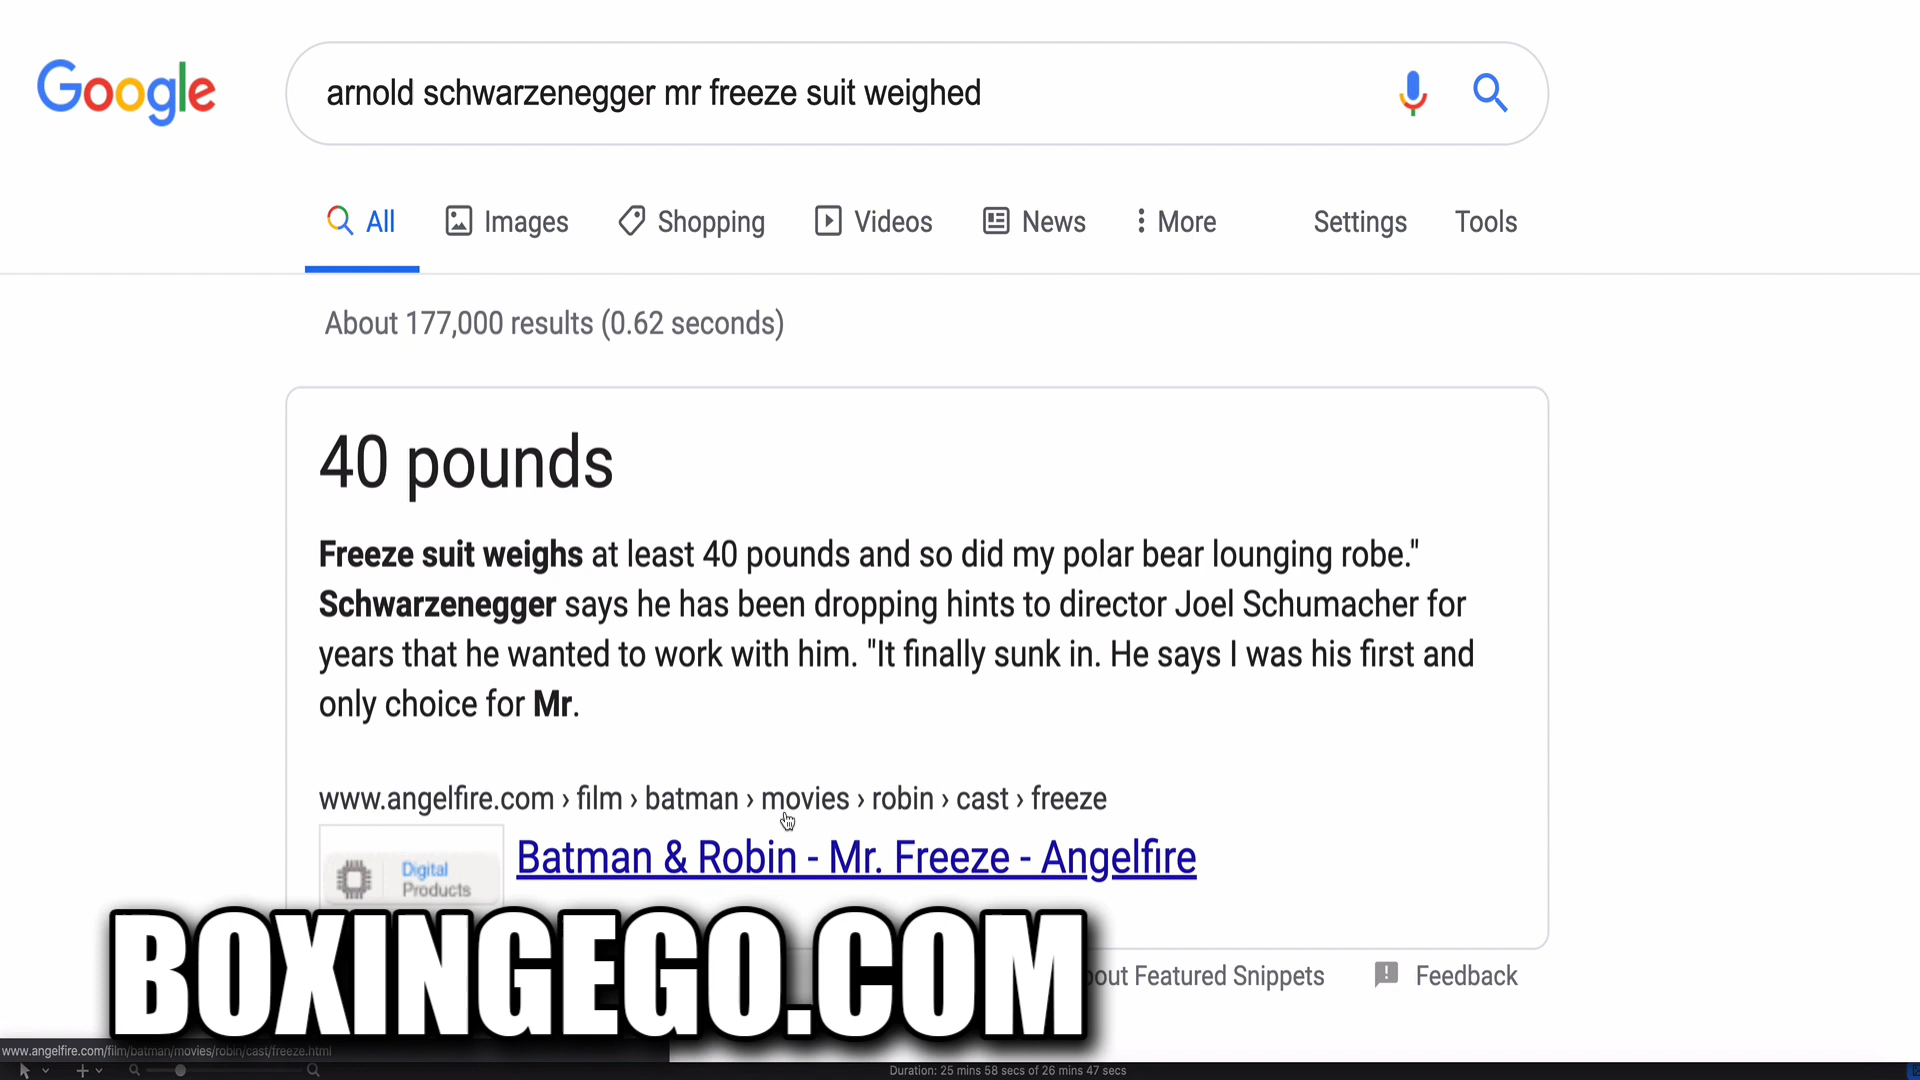 Google
arnold schwarzenegger mr freeze suit weighed
All Images Shopping Videos News More Settings Tools
About 177,000 results (0.62 seconds)
40 pounds
Freeze suit weighs at least 40 pounds and so did my polar bear lounging robe."
Schwarzenegger says he has been dropping hints to director Joel Schumacher for
years that he wanted to work with him. "It finally sunk in. He says I was his first and
only choice for Mr.
www.angelfire.com › film › batman › movies › robin › cast › freeze
Digital
Products
Batman & Robin - Mr. Freeze - Angelfire
BOXINGEGO.COM
out Featured Snippets Feedback
www.angelfire.com/film/batman/movies/robin/cast/freeze.html
Duration: 25 mins 58 secs of 26 mins 47 secs